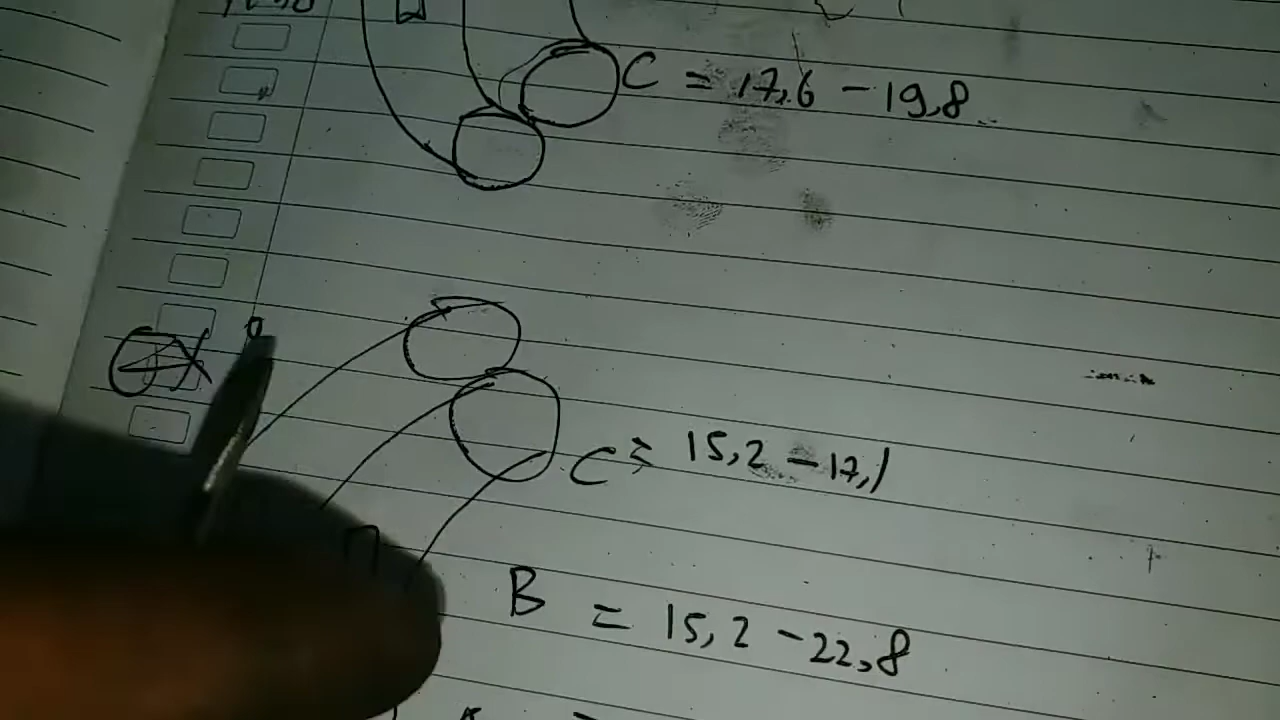 C = 17,6 - 19,8
C = 15,2 - 17,1
B = 15,2 - 22,8